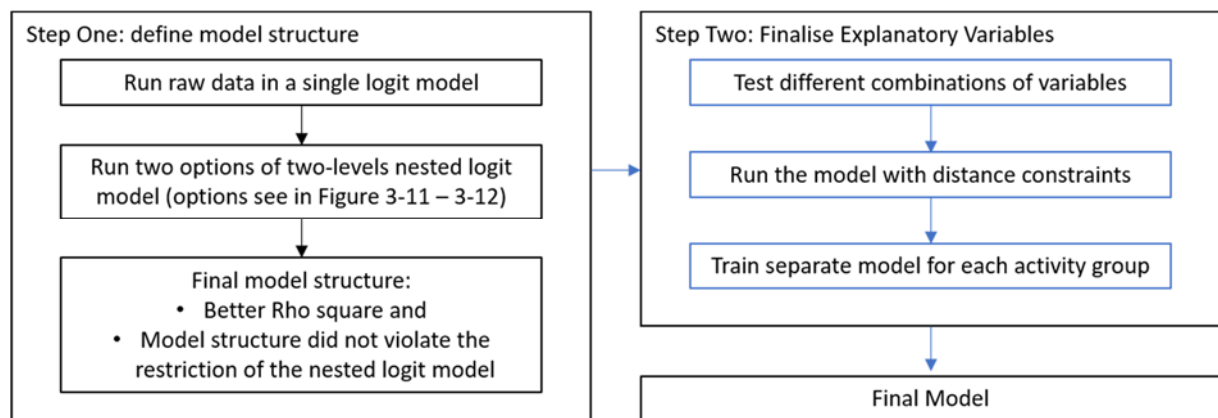 Step One: define model structure
Run raw data in a single logit model
Run two options of two-levels nested logit
model (options see in Figure 3-11 – 3-12)
Final model structure:
• Better Rho square and
• Model structure did not violate the
restriction of the nested logit model
Step Two: Finalise Explanatory Variables
Test different combinations of variables
Run the model with distance constraints
Train separate model for each activity group
Final Model